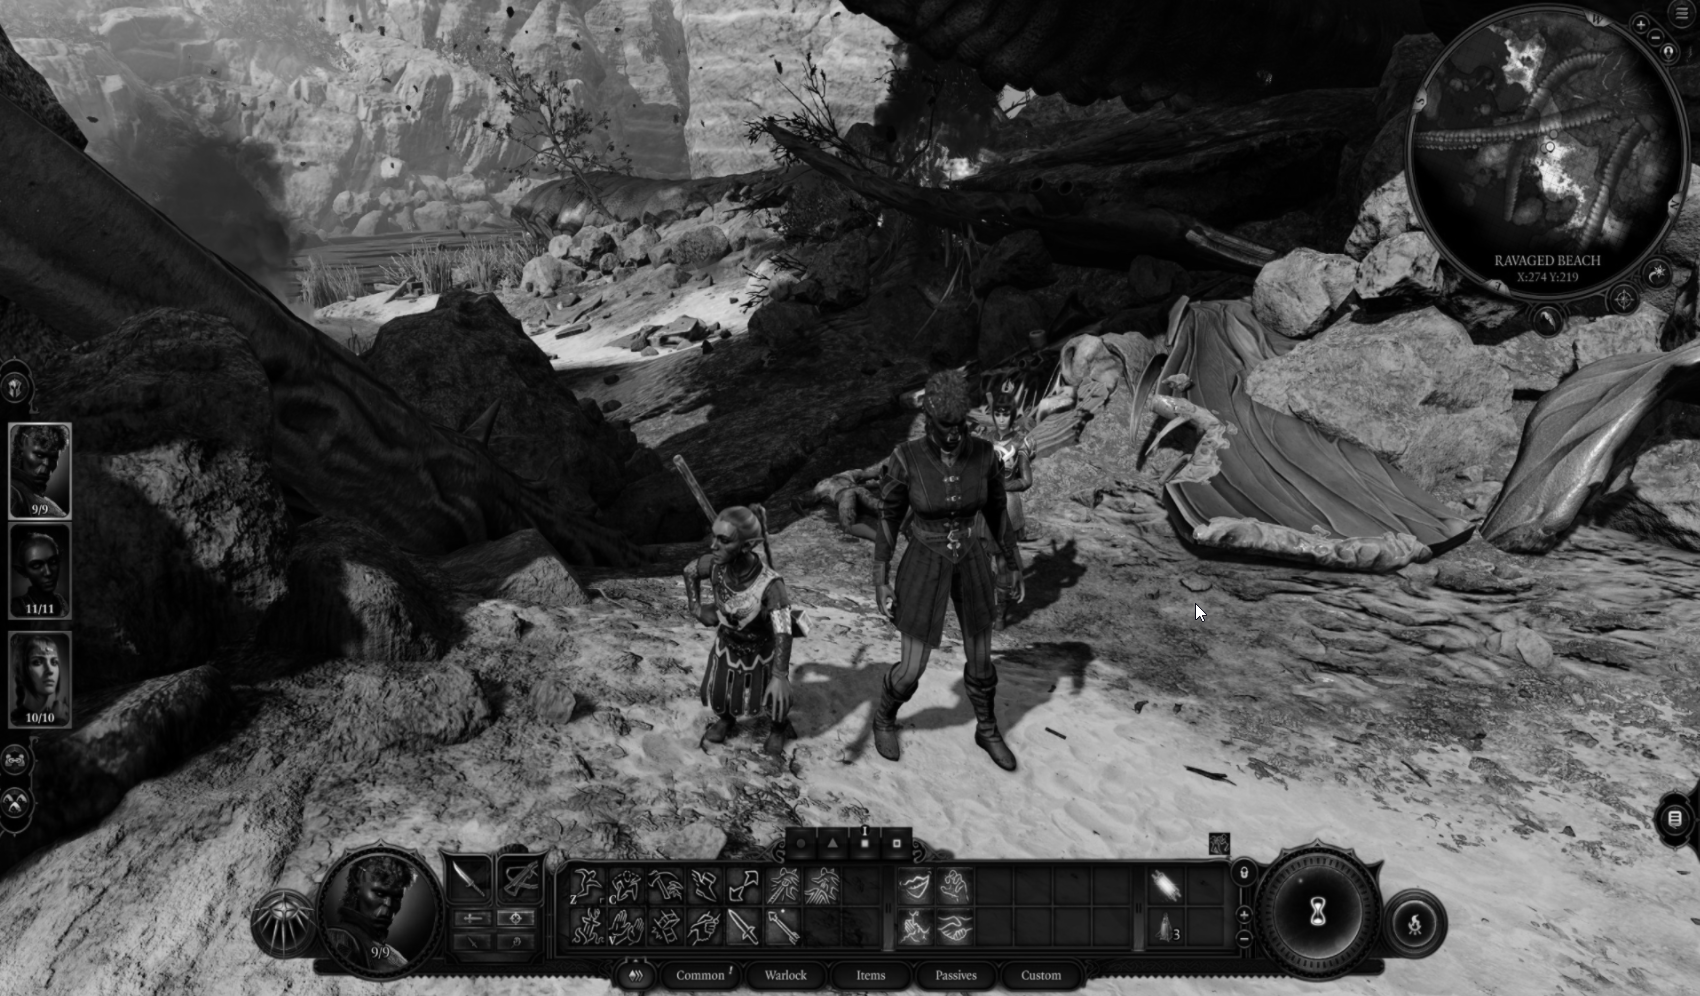 W
RAVAGED BEACH
X:274 Y:219
9/9
11/11
10/10
I
Z
C
V
3
9/9
Common !
Warlock
Items
Passives
Custom